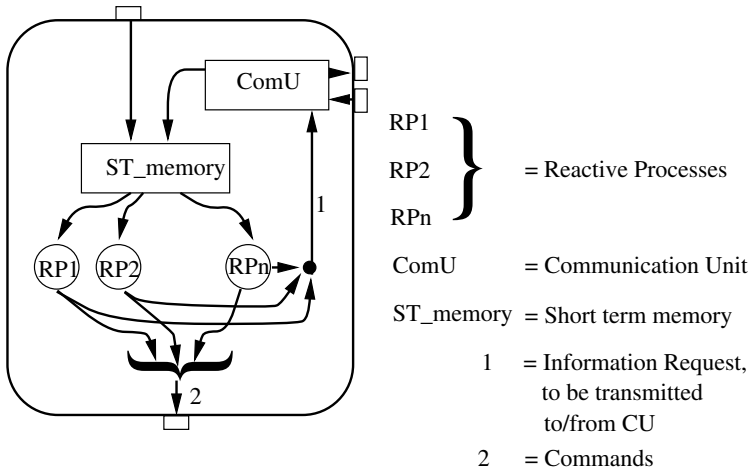 ComU
ST_memory
1
RP1 RP2 RPn
2
RP1
RP2 = Reactive Processes
RPn
ComU = Communication Unit
ST_memory = Short term memory
1 = Information Request,
to be transmitted
to/from CU
2 = Commands